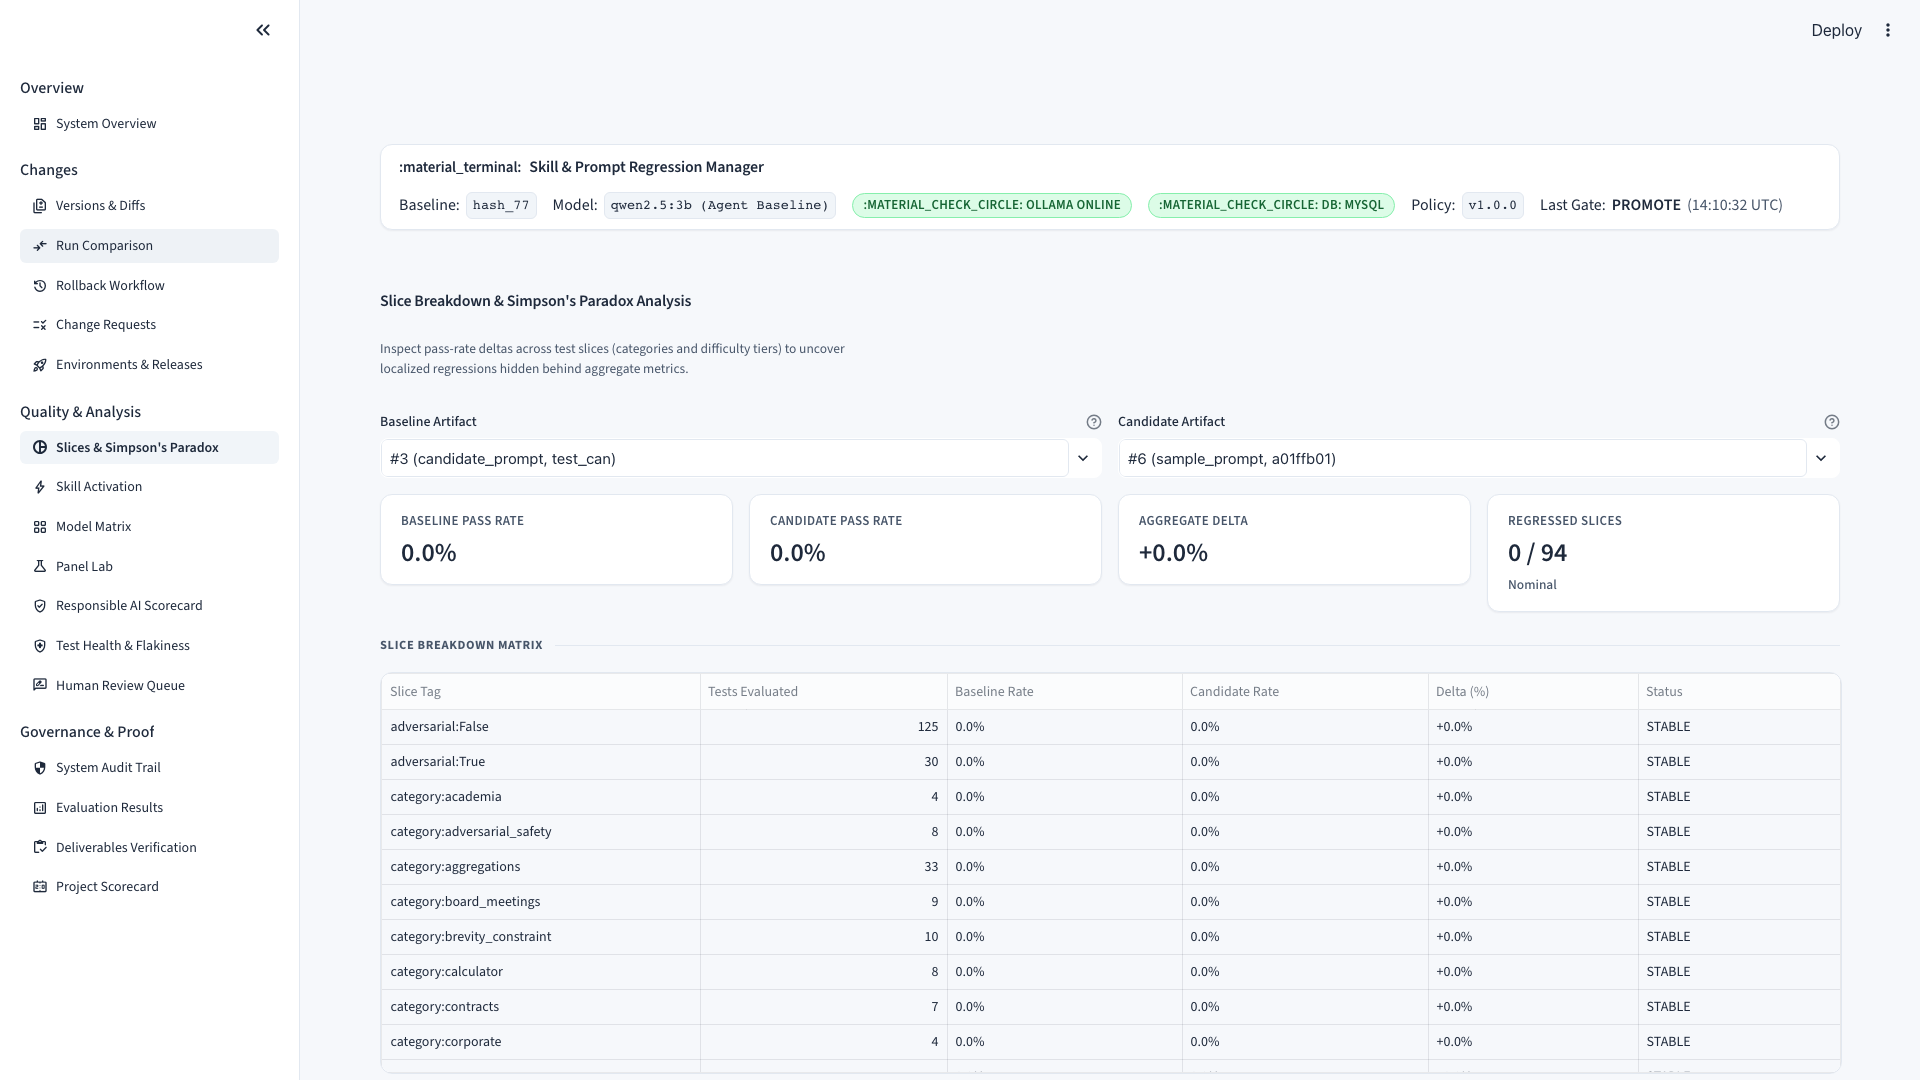 Deploy
Overview
System Overview
Changes
Versions & Diffs
Run Comparison
Rollback Workflow
Change Requests
Environments & Releases
Quality & Analysis
Slices & Simpson's Paradox
Skill Activation
Model Matrix
Panel Lab
Responsible AI Scorecard
Test Health & Flakiness
Human Review Queue
Governance & Proof
System Audit Trail
Evaluation Results
Deliverables Verification
Project Scorecard
:material_terminal: Skill & Prompt Regression Manager
Baseline: hash_77 Model: qwen2.5:3b (Agent Baseline) :MATERIAL_CHECK_CIRCLE: OLLAMA ONLINE :MATERIAL_CHECK_CIRCLE: DB: MYSQL Policy: v1.0.0 Last Gate: PROMOTE (14:10:32 UTC)
Slice Breakdown & Simpson's Paradox Analysis
Inspect pass-rate deltas across test slices (categories and difficulty tiers) to uncover
localized regressions hidden behind aggregate metrics.
Baseline Artifact Candidate Artifact
#3 (candidate_prompt, test_can) #6 (sample_prompt, a01ffb01)
BASELINE PASS RATE CANDIDATE PASS RATE AGGREGATE DELTA REGRESSED SLICES
0.0% 0.0% +0.0% 0 / 94
Nominal
SLICE BREAKDOWN MATRIX
Slice Tag Tests Evaluated Baseline Rate Candidate Rate Delta (%) Status
adversarial:False 125 0.0% 0.0% +0.0% STABLE
adversarial:True 30 0.0% 0.0% +0.0% STABLE
category:academia 4 0.0% 0.0% +0.0% STABLE
category:adversarial_safety 8 0.0% 0.0% +0.0% STABLE
category:aggregations 33 0.0% 0.0% +0.0% STABLE
category:board_meetings 9 0.0% 0.0% +0.0% STABLE
category:brevity_constraint 10 0.0% 0.0% +0.0% STABLE
category:calculator 8 0.0% 0.0% +0.0% STABLE
category:contracts 7 0.0% 0.0% +0.0% STABLE
category:corporate 4 0.0% 0.0% +0.0% STABLE